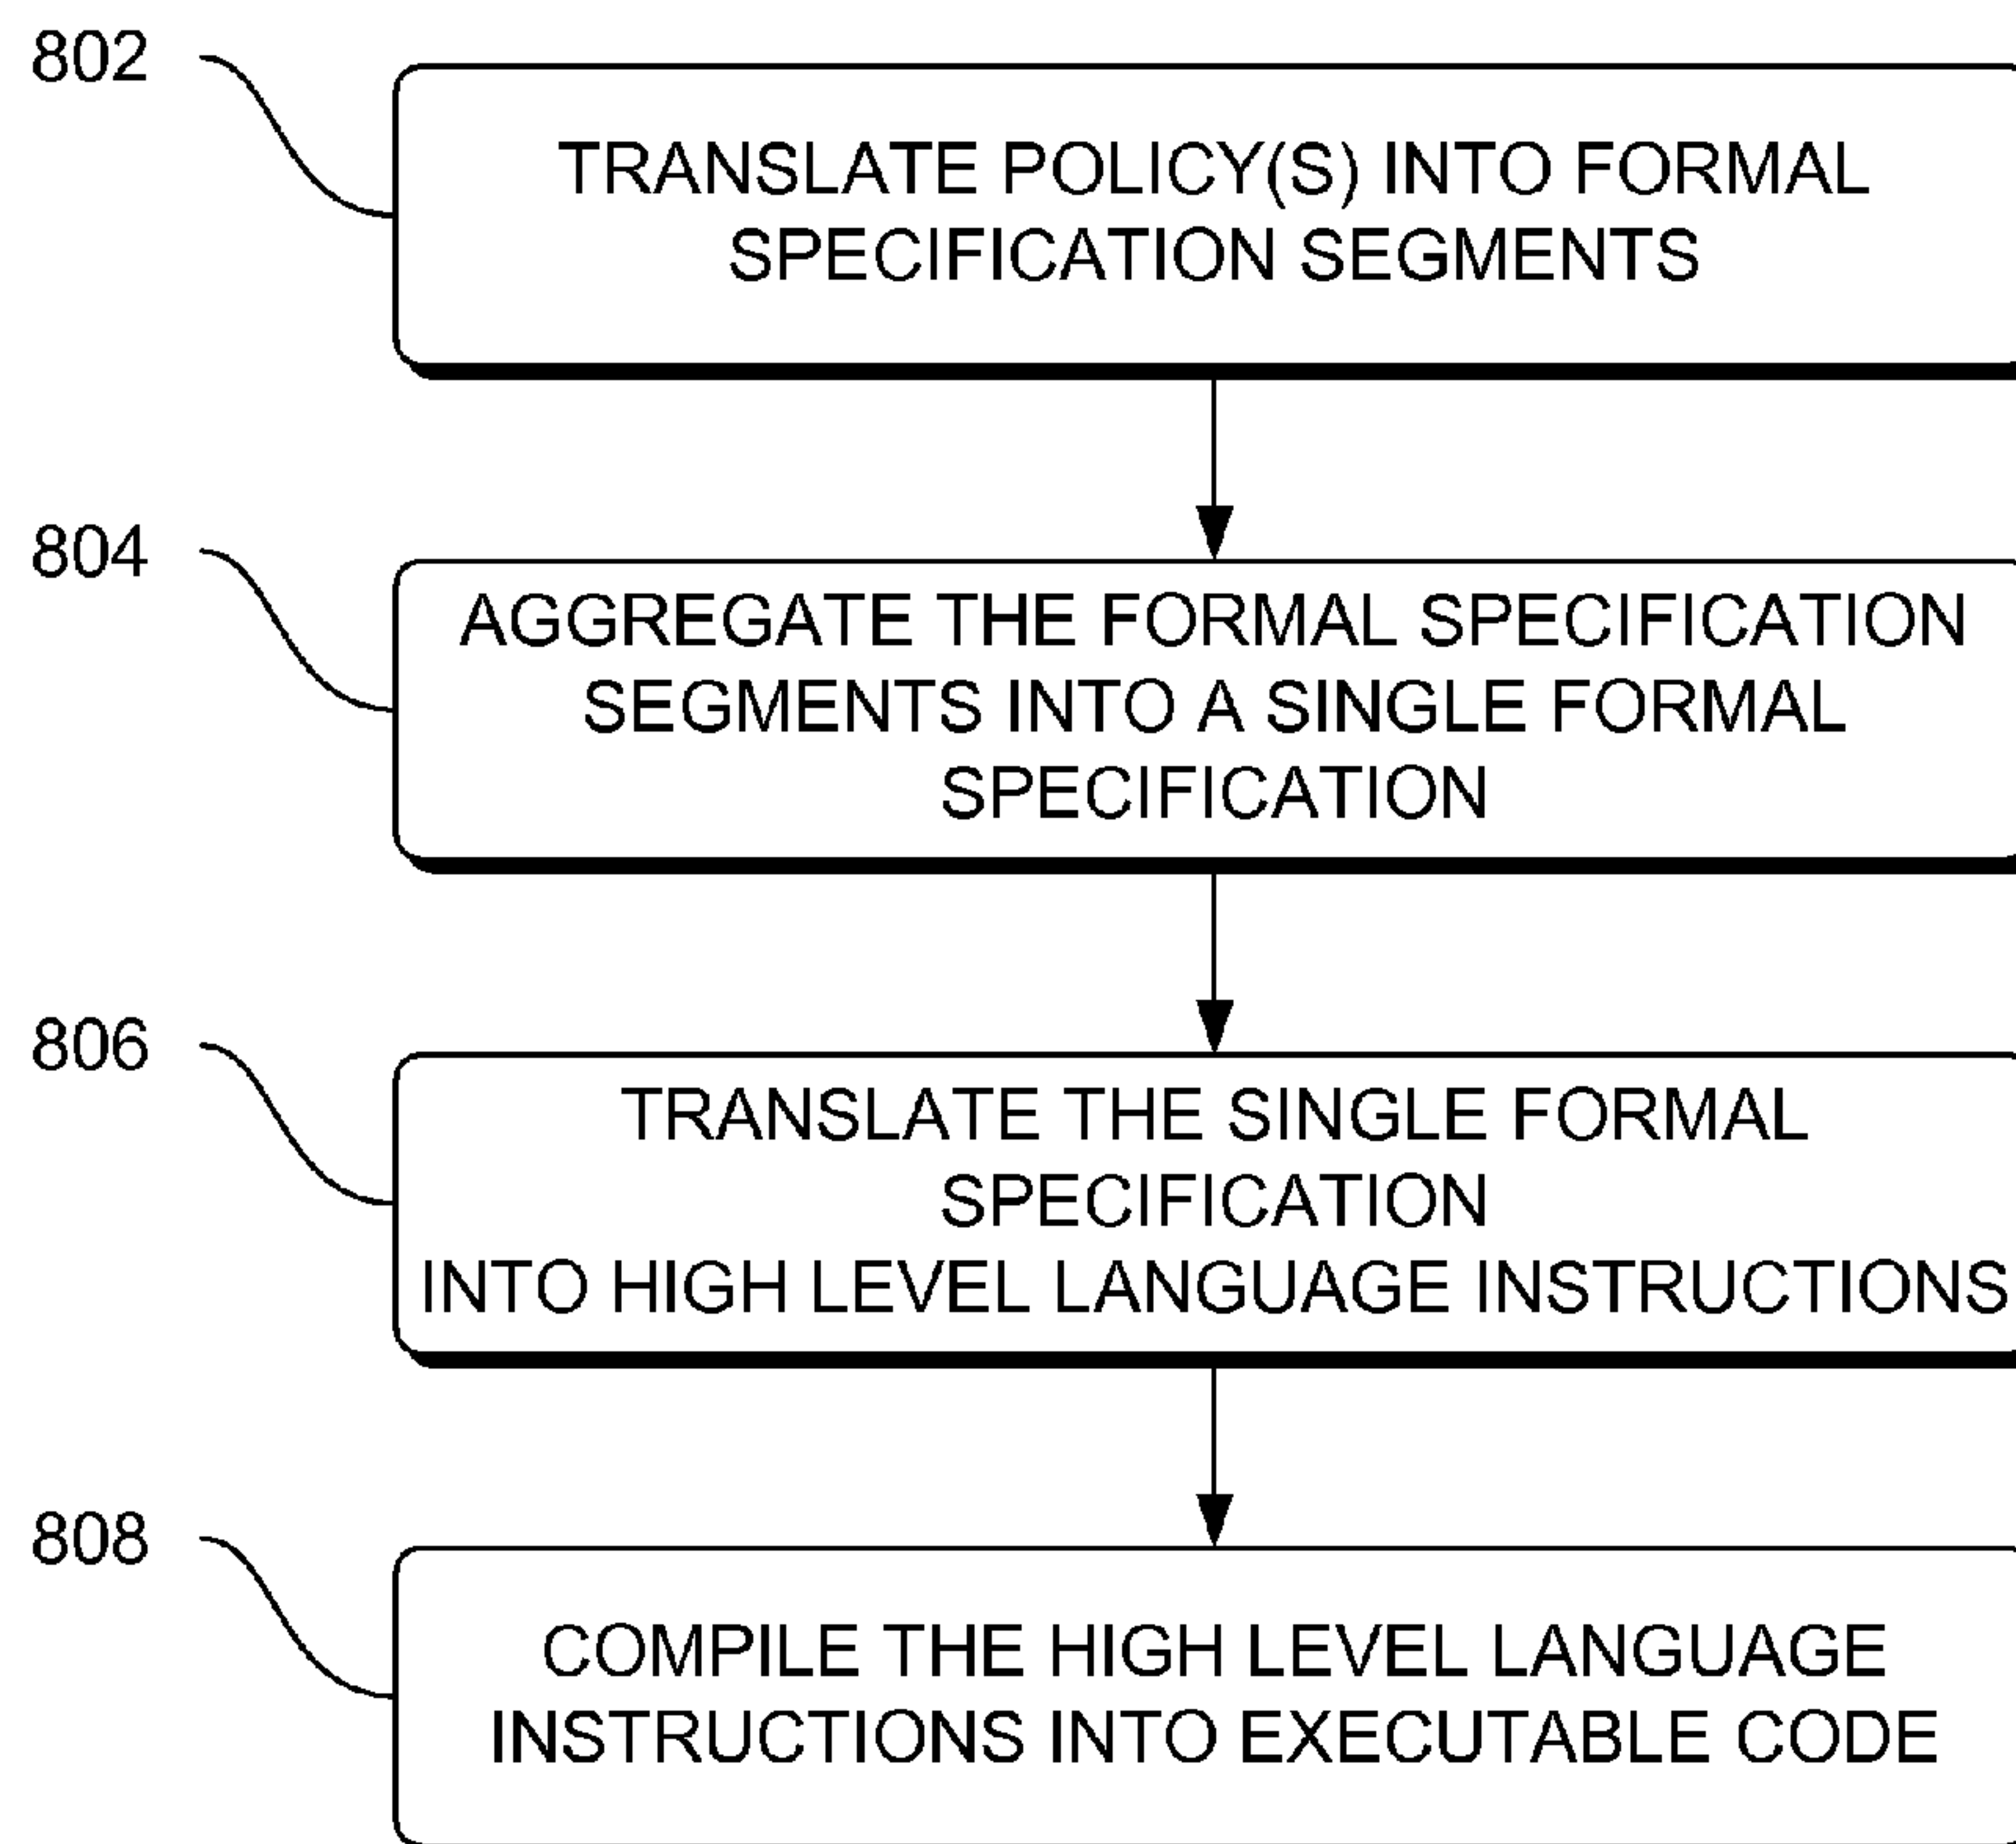 802
TRANSLATE POLICY(S) INTO FORMAL
SPECIFICATION SEGMENTS
804
AGGREGATE THE FORMAL SPECIFICATION
SEGMENTS INTO A SINGLE FORMAL
SPECIFICATION
806
TRANSLATE THE SINGLE FORMAL
SPECIFICATION
INTO HIGH LEVEL LANGUAGE INSTRUCTIONS
808
COMPILE THE HIGH LEVEL LANGUAGE
INSTRUCTIONS INTO EXECUTABLE CODE